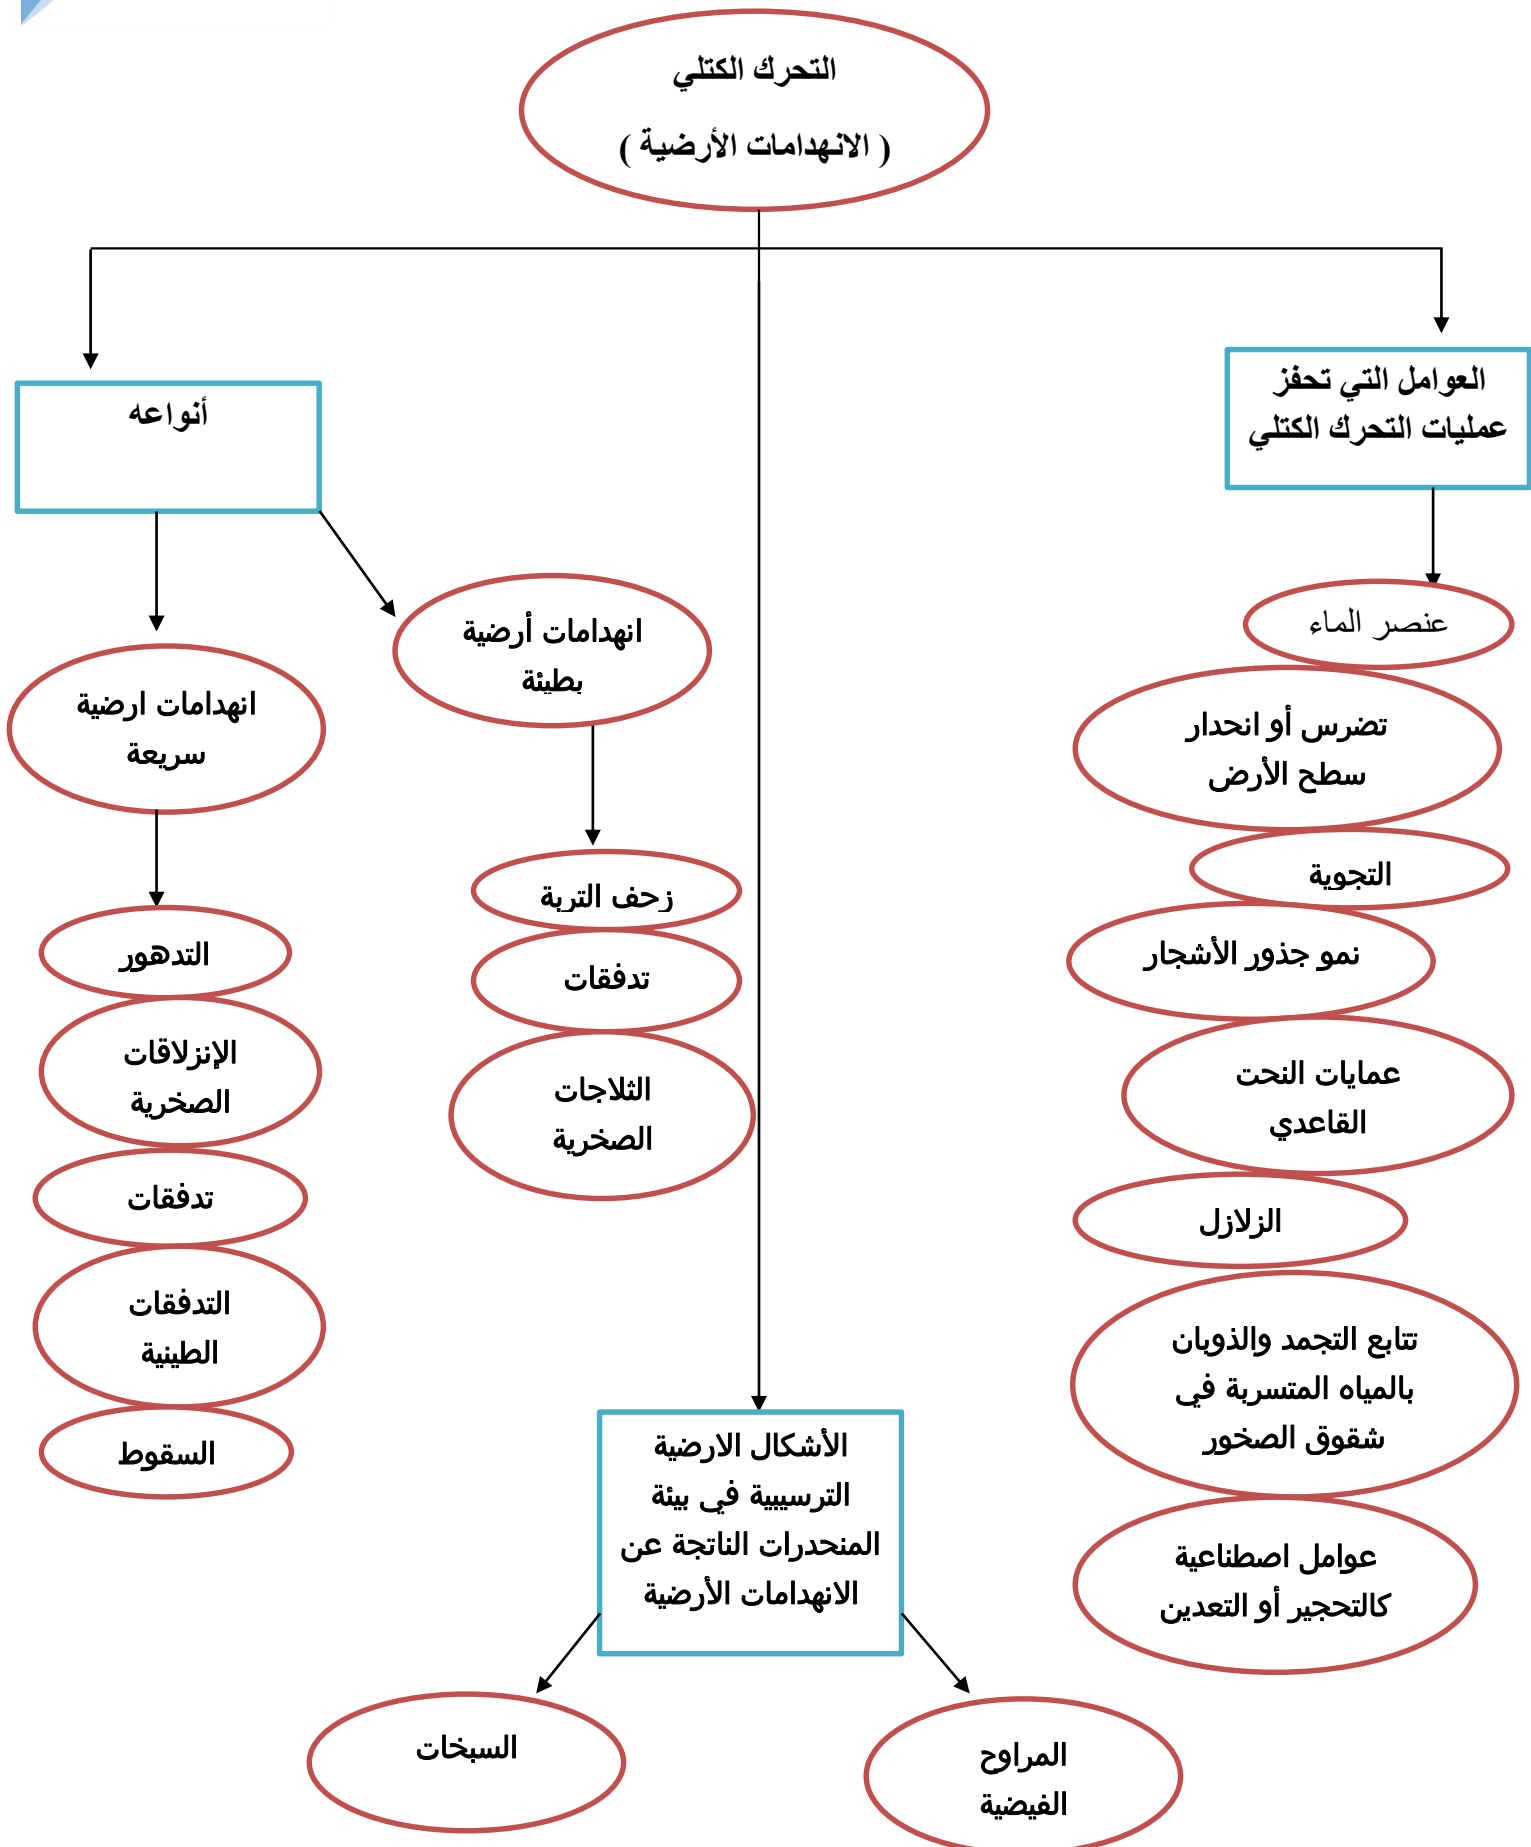 التحرك الكتلي
( الانهدامات الأرضية )
العوامل التي تحفز
عمليات التحرك الكتلي
عنصر الماء
تضرس أو انحدار
سطح الأرض
التجوية
نمو جذور الأشجار
عمايات النحت
القاعدي
الزلازل
تتابع التجمد والذوبان
بالمياه المتسربة في
شقوق الصخور
عوامل اصطناعية
كالتحجير أو التعدين
أنواعه
انهدامات أرضية
بطيئة
زحف التربة
تدفقات
الثلاجات
الصخرية
انهدامات ارضية
سريعة
التدهور
الإنزلاقات
الصخرية
تدفقات
التدفقات
الطينية
السقوط
الأشكال الارضية
الترسيبية في بيئة
المنحدرات الناتجة عن
الانهدامات الأرضية
المراوح
الفيضية
السبخات